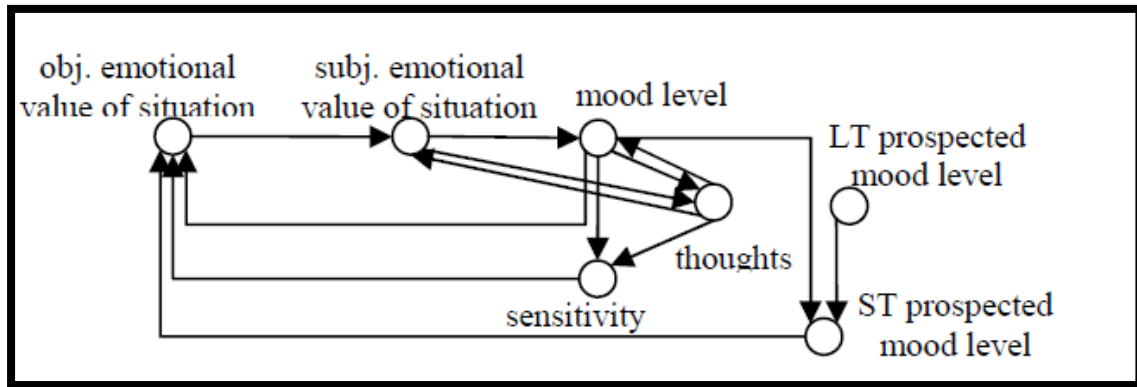 obj. emotional
value of situation
subj. emotional
value of situation
mood level
LT prospected
mood level
thoughts
sensitivity
ST prospected
mood level